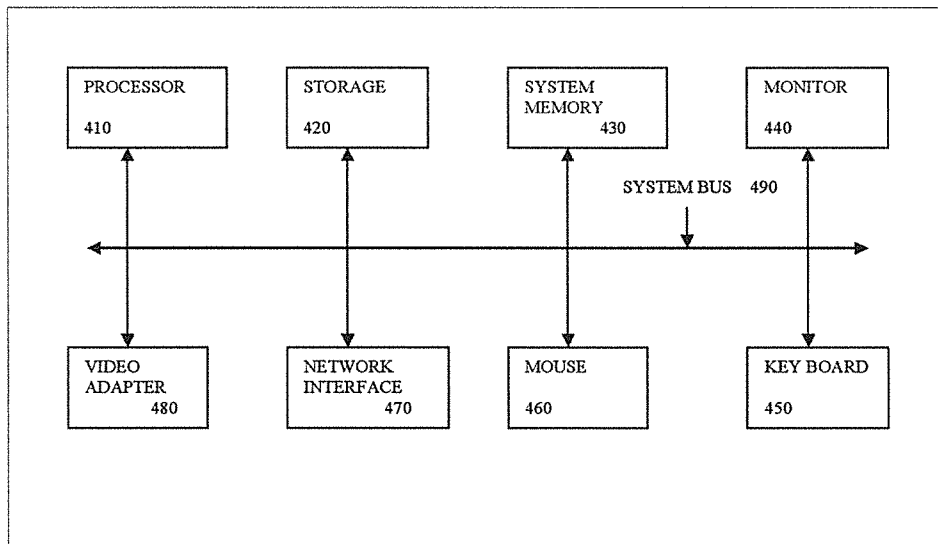 PROCESSOR
410
STORAGE
420
SYSTEM
MEMORY
430
MONITOR
440
SYSTEM BUS 490
VIDEO
ADAPTER
480
NETWORK
INTERFACE
470
MOUSE
460
KEY BOARD
450